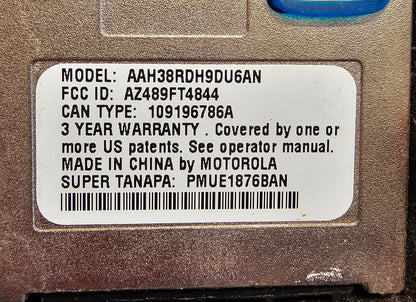 MODEL: AAH38RDH9DU6AN
FCC ID: AZ489FT4844
CAN TYPE: 109196786A
3 YEAR WARRANTY . Covered by one or
more US patents. See operator manual.
MADE IN CHINA by MOTOROLA
SUPER TANAPA: PMUE1876BAN